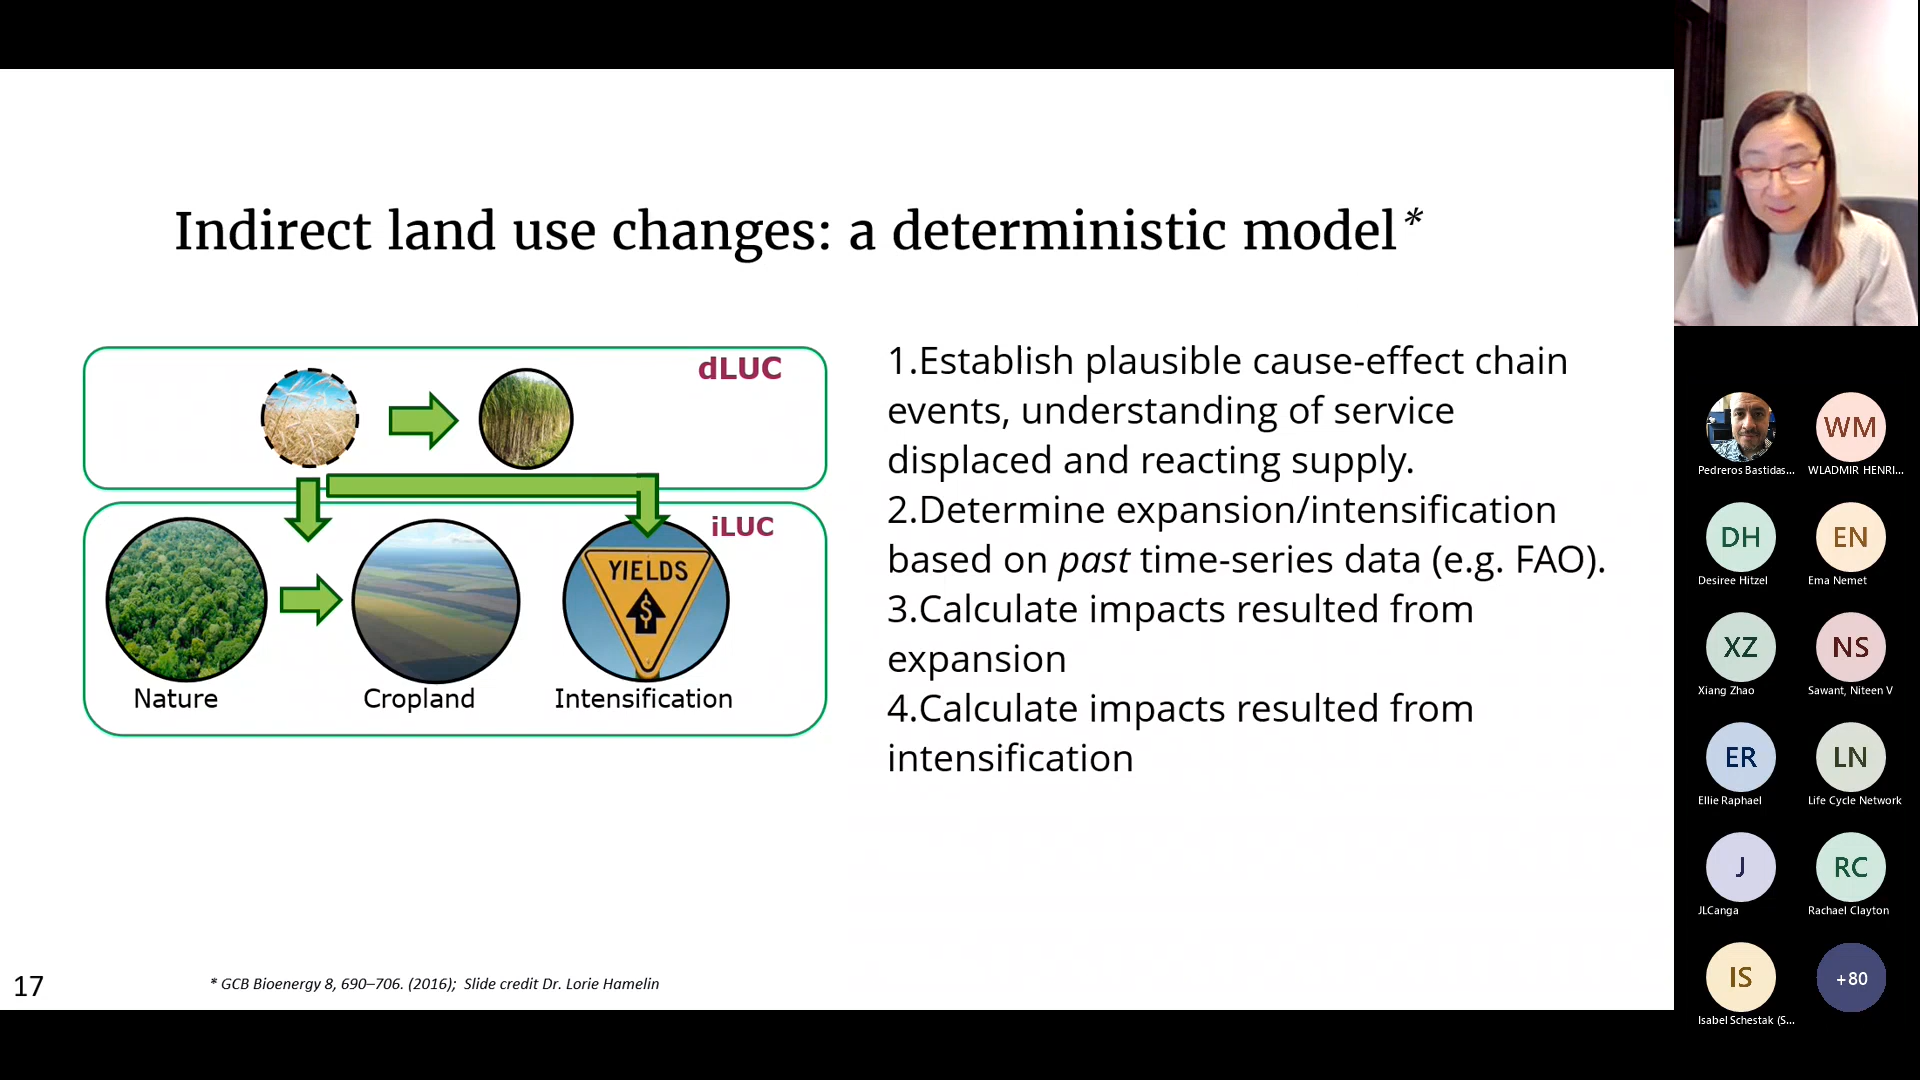 Indirect land use changes: a deterministic model*
dLUC
iLUC
YIELDS
$
Nature
Cropland
Intensification
1.Establish plausible cause-effect chain
events, understanding of service
displaced and reacting supply.
2.Determine expansion/intensification
based on past time-series data (e.g. FAO).
3.Calculate impacts resulted from
expansion
4.Calculate impacts resulted from
intensification
17
* GCB Bioenergy 8, 690–706. (2016); Slide credit Dr. Lorie Hamelin
Pedreros Bastidas...
WM
WLADMIR HENRI...
DH
Desiree Hitzel
EN
Ema Nemet
XZ
Xiang Zhao
NS
Sawant, Niteen V
ER
Ellie Raphael
LN
Life Cycle Network
J
JLCanga
RC
Rachael Clayton
IS
Isabel Schestak (S...
+80